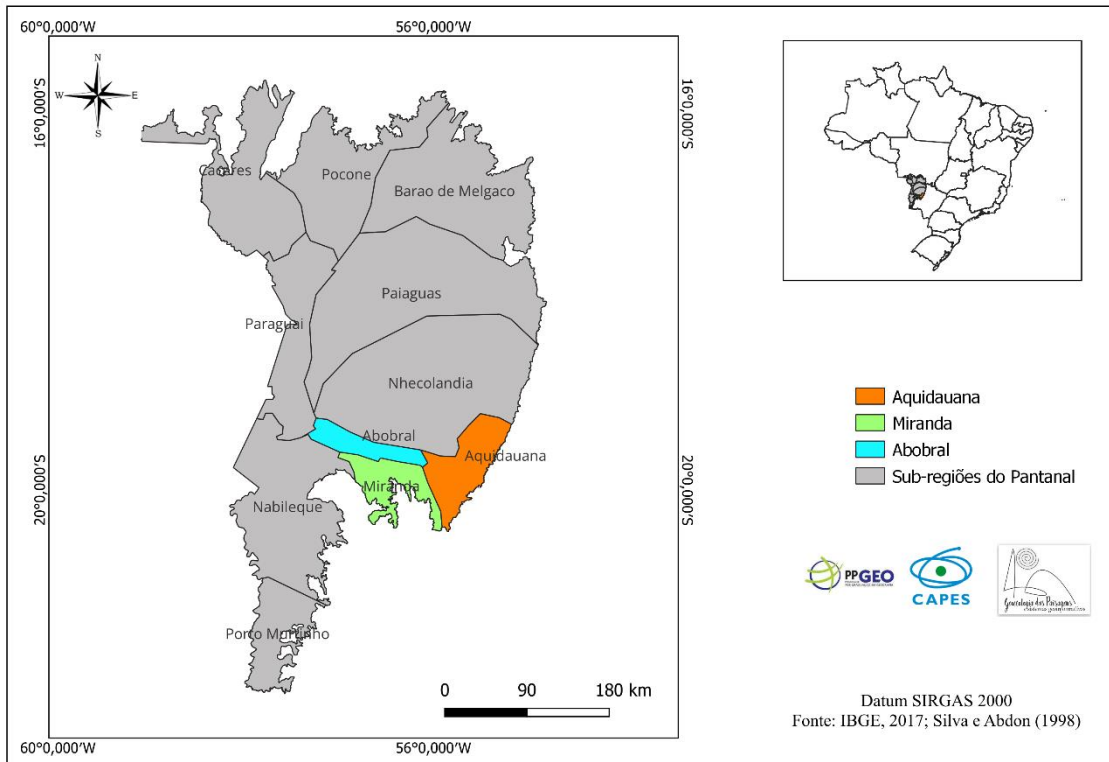 60°0,000'W
56°0,000'W
16°0,000'S
16°0,000'S
N
W
E
S
Caceres
Pocone
Barao de Melgaco
Paiaguas
Paraguai
Nhecolandia
Abobral
Aquidauana
Miranda
20°0,000'S
20°0,000'S
Nabileque
Porto Murtinho
0 90 180 km
60°0,000'W
56°0,000'W
Aquidauana
Miranda
Abobral
Sub-regiões do Pantanal
PPGEO
CAPES
Datum SIRGAS 2000
Fonte: IBGE, 2017; Silva e Abdon (1998)